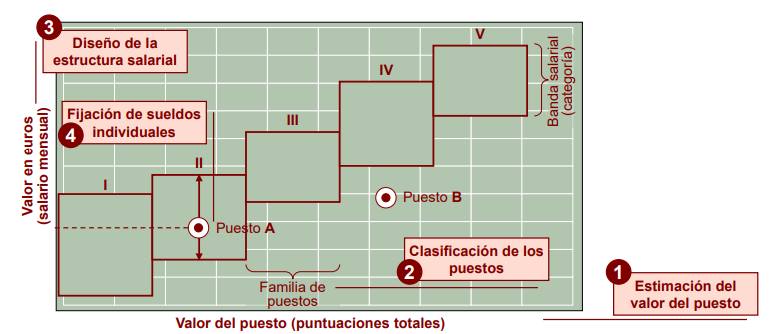 3
Diseño de la
estructura salarial
V
IV
Banda salarial
(categoría)
Fijación de sueldos
individuales
4
III
II
I
Valor en euros
(salario mensual)
Puesto B
Puesto A
Clasificación de los
puestos
2
1
Estimación del
valor del puesto
Familia de
puestos
Valor del puesto (puntuaciones totales)